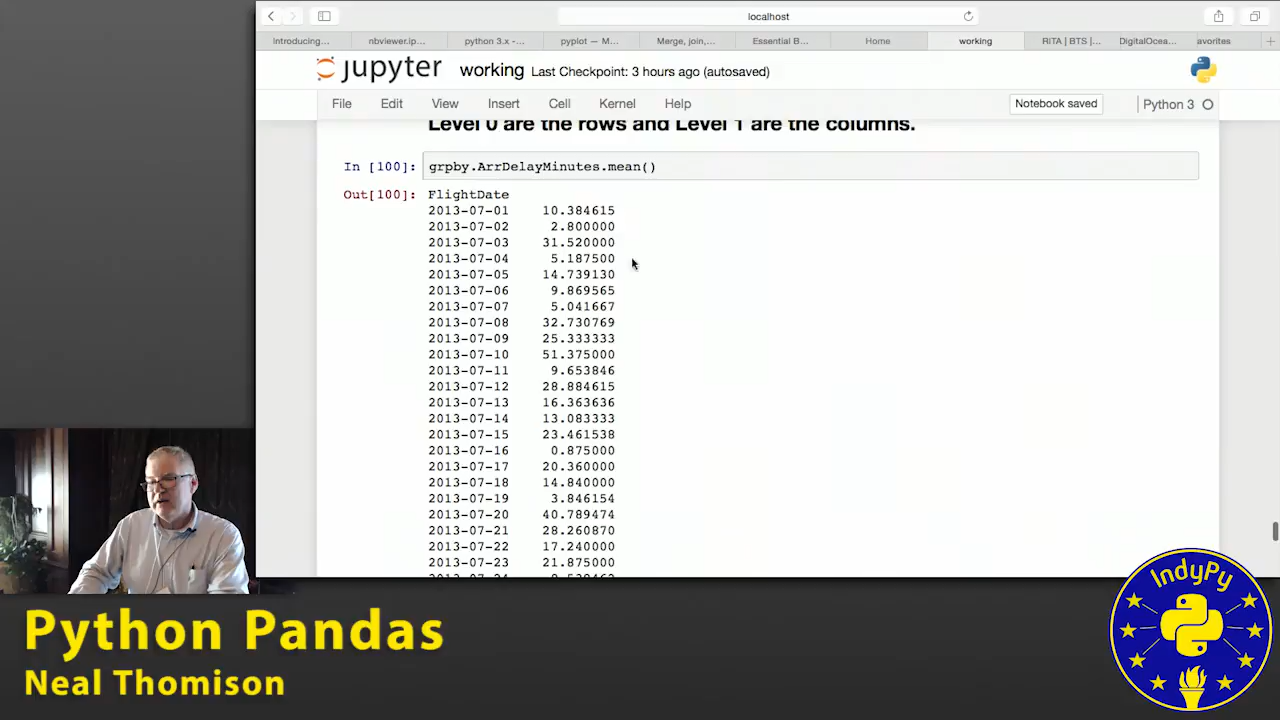 localhost
Introducing...
nbviewer.ip...
python 3.x -...
pyplot — M...
Merge, join,...
Essential B...
Home
working
RITA | BTS |...
DigitalOcea...
avorites
jupyter working Last Checkpoint: 3 hours ago (autosaved)
File Edit View Insert Cell Kernel Help Notebook saved Python 3
Level 0 are the rows and Level 1 are the columns.
In [100]: grpby.ArrDelayMinutes.mean()
Out[100]: FlightDate
2013-07-01 10.384615
2013-07-02 2.800000
2013-07-03 31.520000
2013-07-04 5.187500
2013-07-05 14.739130
2013-07-06 9.869565
2013-07-07 5.041667
2013-07-08 32.730769
2013-07-09 25.333333
2013-07-10 51.375000
2013-07-11 9.653846
2013-07-12 28.884615
2013-07-13 16.363636
2013-07-14 13.083333
2013-07-15 23.461538
2013-07-16 0.875000
2013-07-17 20.360000
2013-07-18 14.840000
2013-07-19 3.846154
2013-07-20 40.789474
2013-07-21 28.260870
2013-07-22 17.240000
2013-07-23 21.875000
IndyPy
Python Pandas
Neal Thomison